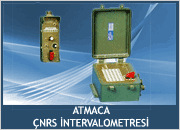 ATMACA
ÇNRS İNTERVALOMETRESİ